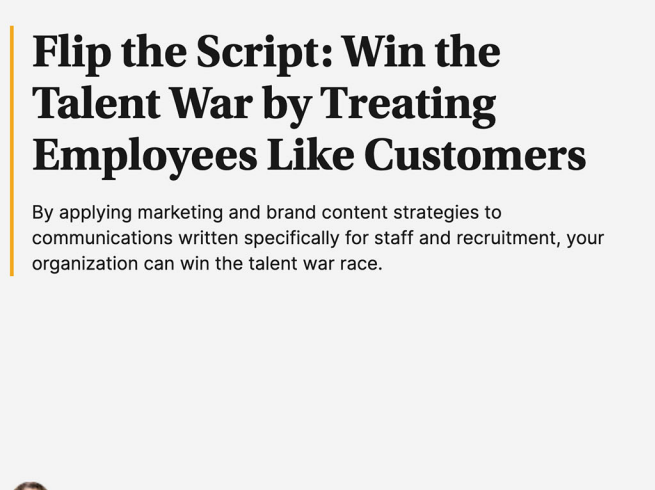 Flip the Script: Win the
Talent War by Treating
Employees Like Customers
By applying marketing and brand content strategies to
communications written specifically for staff and recruitment, your
organization can win the talent war race.